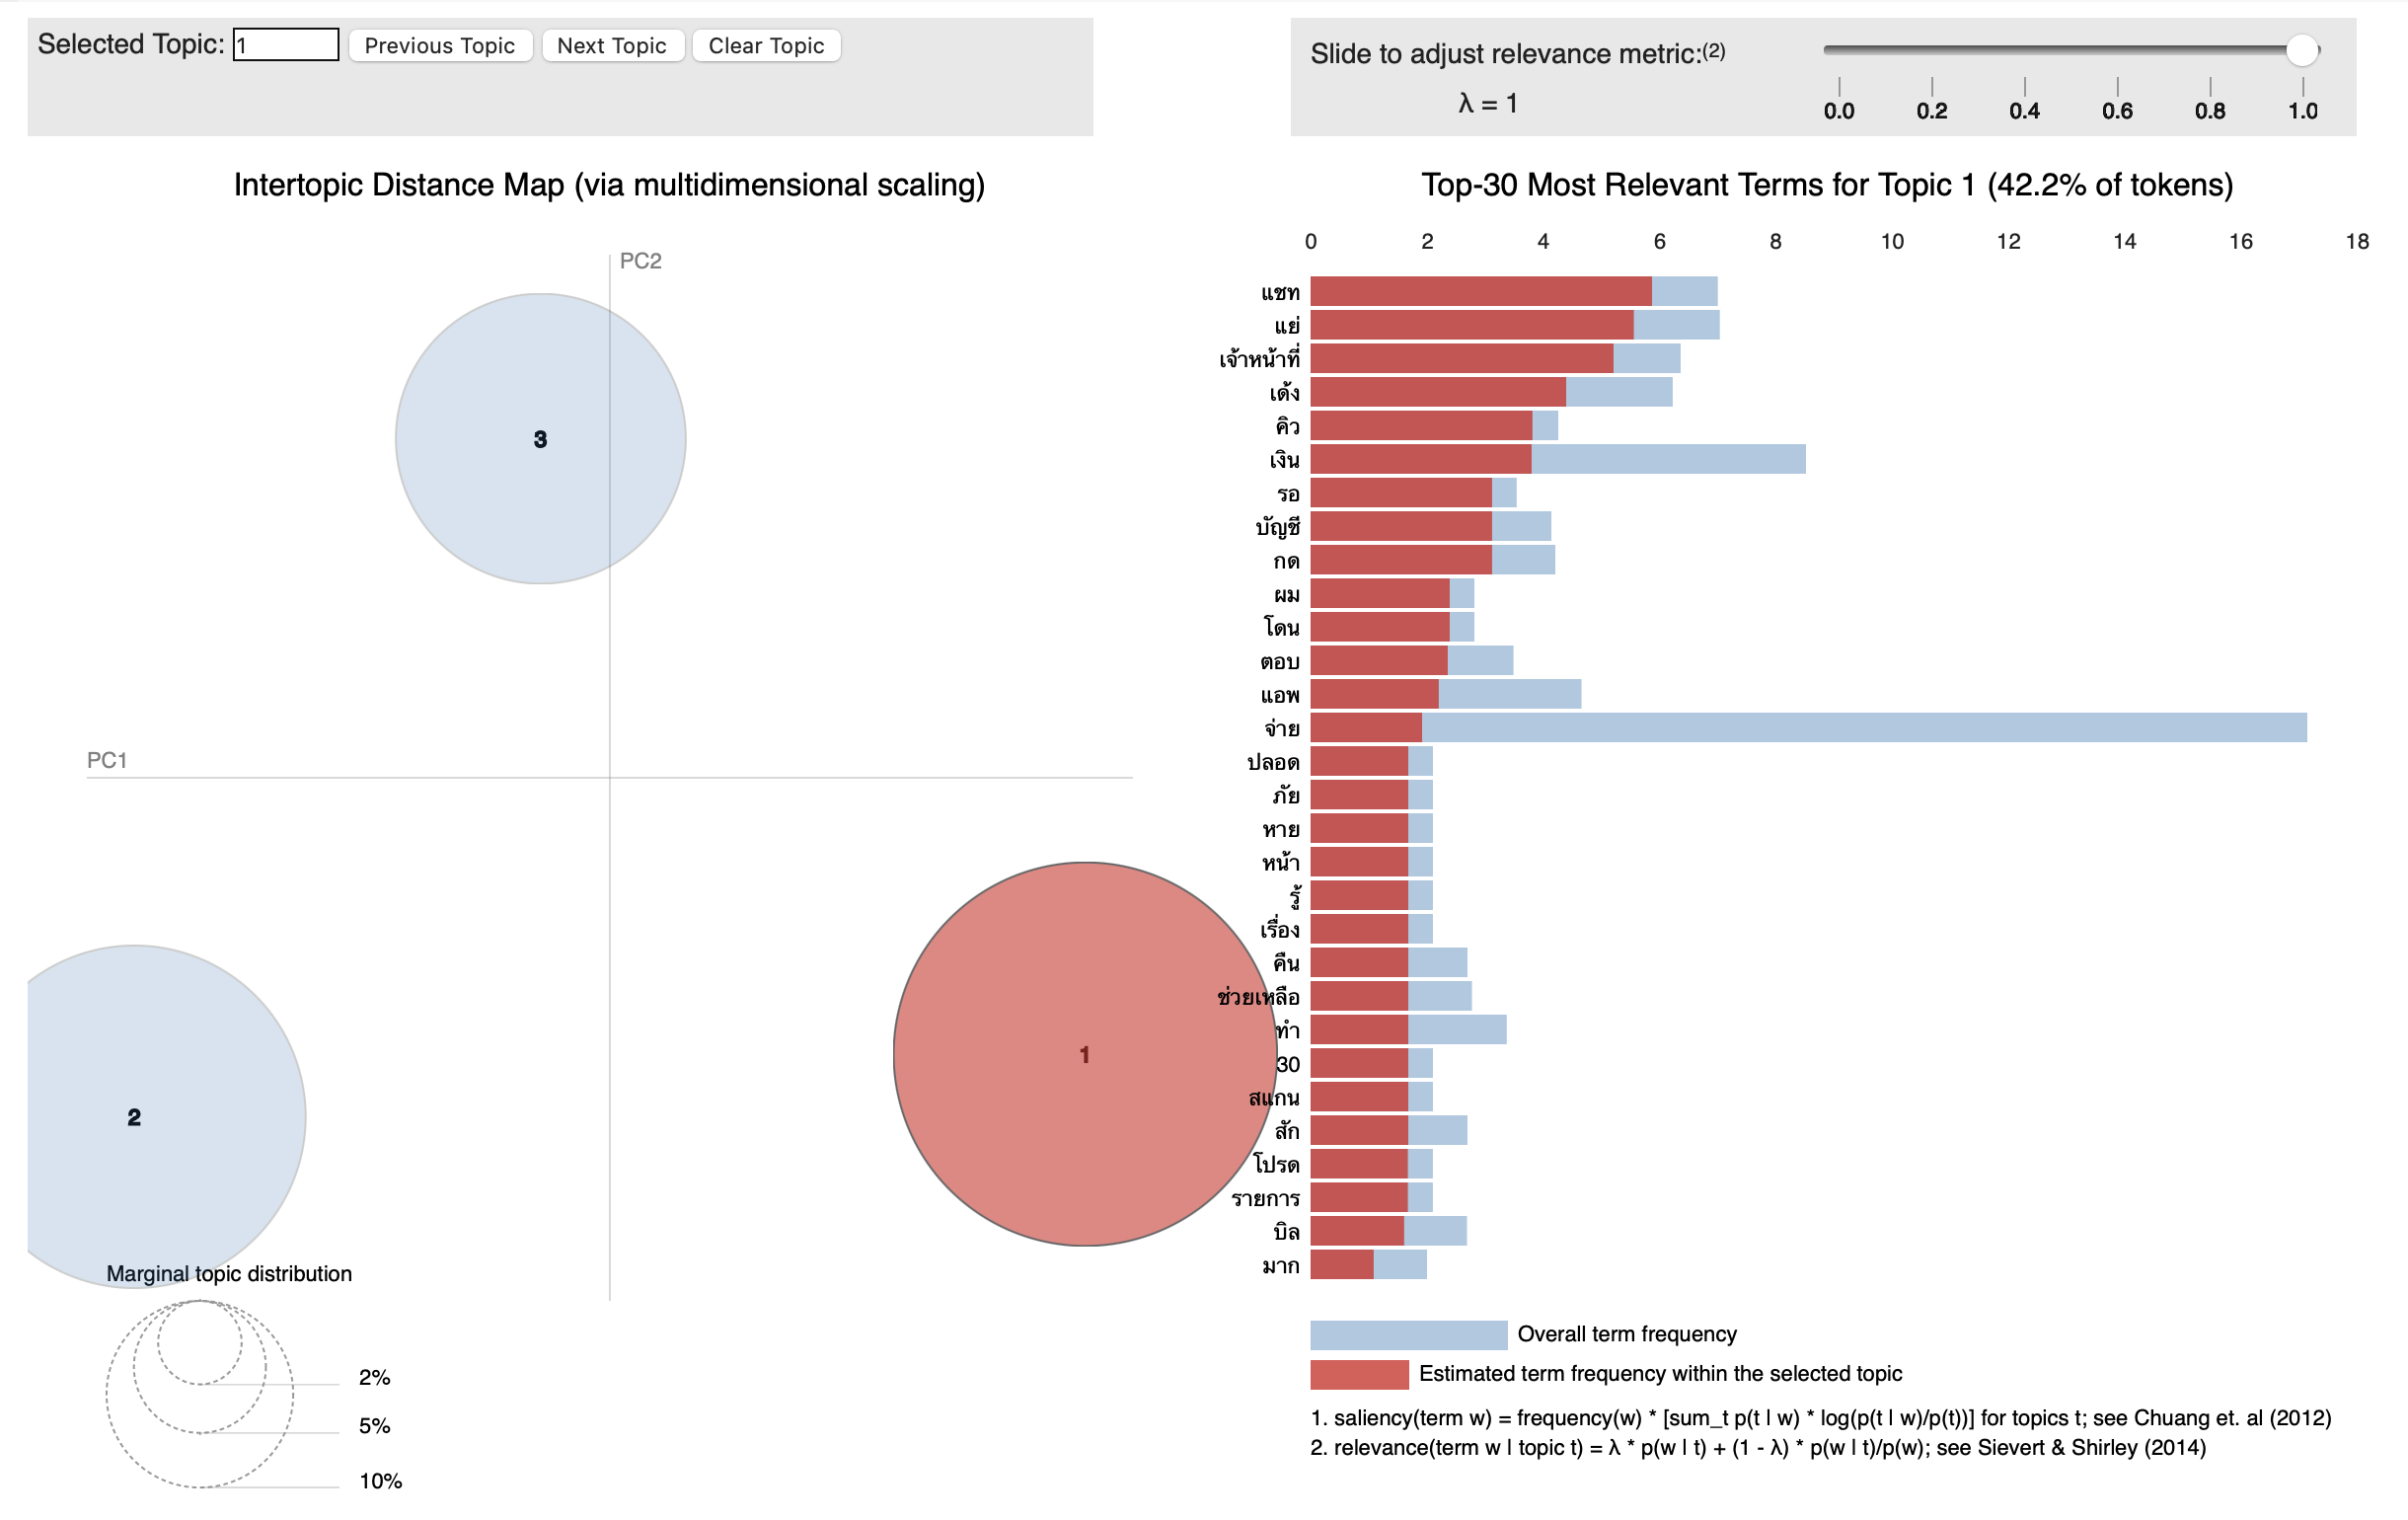 Selected Topic: 1 Previous Topic Next Topic Clear Topic
Slide to adjust relevance metric:(2)
λ = 1
0.0 0.2 0.4 0.6 0.8 1.0
Intertopic Distance Map (via multidimensional scaling)
PC2
PC1
3
2
1
Marginal topic distribution
2%
5%
10%
Top-30 Most Relevant Terms for Topic 1 (42.2% of tokens)
0 2 4 6 8 10 12 14 16 18
แชท
แย่
เจ้าหน้าที่
เด้ง
คิว
เงิน
รอ
บัญชี
กด
ผม
โดน
ตอบ
แอพ
จ่าย
ปลอด
ภัย
หาย
หน้า
รู้
เรื่อง
คืน
ช่วยเหลือ
ทำ
30
สแกน
สัก
โปรด
รายการ
บิล
มาก
Overall term frequency
Estimated term frequency within the selected topic
1. saliency(term w) = frequency(w) * [sum_t p(t | w) * log(p(t | w)/p(t))] for topics t; see Chuang et. al (2012)
2. relevance(term w | topic t) = λ * p(w | t) + (1 - λ) * p(w | t)/p(w); see Sievert & Shirley (2014)